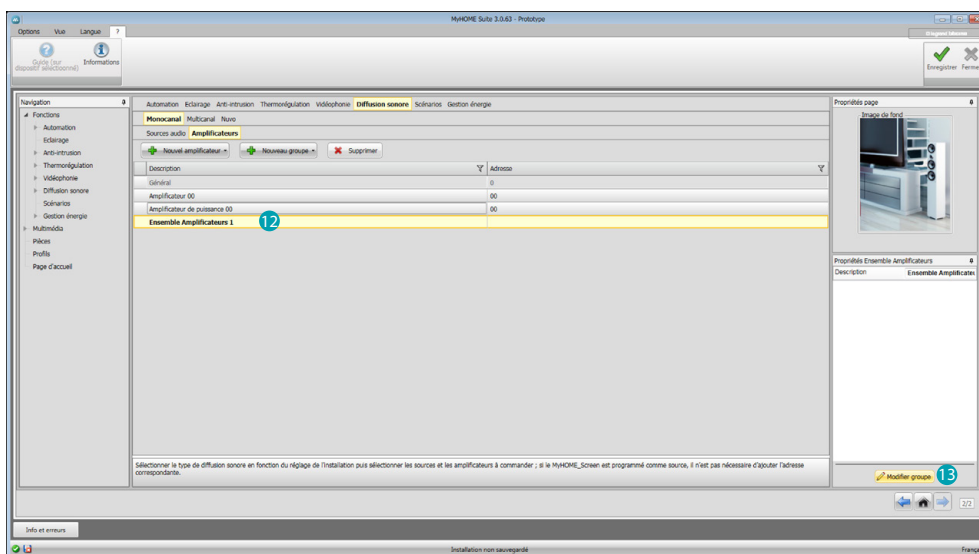 MyHOME Suite 3.0.63 - Prototype
Options Vue Langue ?
Guide (sur dispositif sélectionné)
Informations
Enregistrer Ferme
Navigation
Fonctions
Automation
Eclairage
Anti-intrusion
Thermorégulation
Vidéophonie
Diffusion sonore
Scénarios
Gestion énergie
Multimédia
Pièces
Profils
Page d'accueil
Automation Eclairage Anti-intrusion Thermorégulation Vidéophonie Diffusion sonore Scénarios Gestion énergie
Monocanal Multicanal Nuvo
Sources audio Amplificateurs
Nouvel amplificateur Nouveau groupe Supprimer
Description Adresse
Général 0
Amplificateur 00 00
Amplificateur de puissance 00 00
Ensemble Amplificateurs 1 12
Sélectionner le type de diffusion sonore en fonction du réglage de l'installation puis sélectionner les sources et les amplificateurs à commander ; si le MyHOME_Screen est programmé comme source, il n'est pas nécessaire d'ajouter l'adresse
correspondante.
Propriétés page
Image de fond
Propriétés Ensemble Amplificateurs
Description Ensemble Amplificateu
Modifier groupe 13
2/2
Info et erreurs
Installation non sauvegardé
France